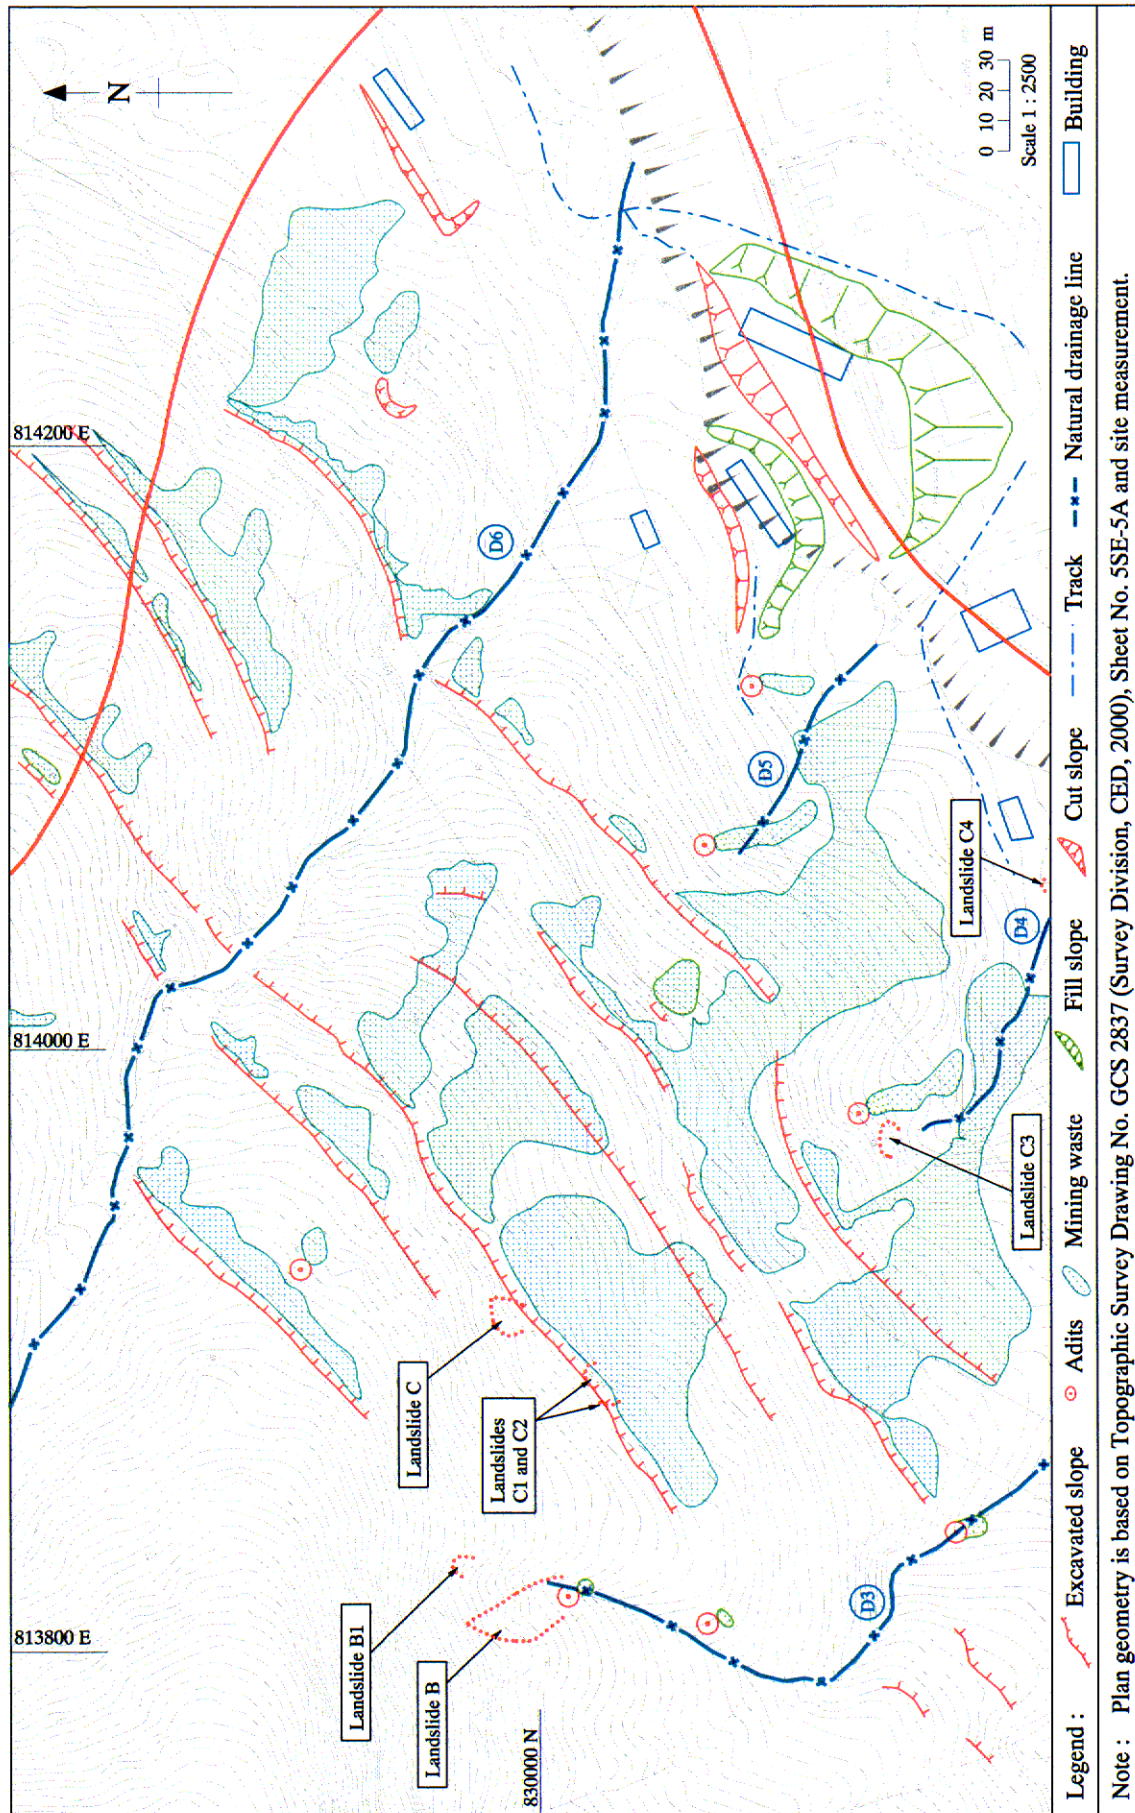 N
814200 E
814000 E
813800 E
830000 N
0 10 20 30 m
Scale 1 : 2500
D6
D5
D4
D3
Landslide C4
Landslide C3
Landslide C
Landslides
C1 and C2
Landslide B1
Landslide B
Legend : Excavated slope Adits Mining waste Fill slope Cut slope Track Natural drainage line Building
Note : Plan geometry is based on Topographic Survey Drawing No. GCS 2837 (Survey Division, CED, 2000), Sheet No. 5SE-5A and site measurement.